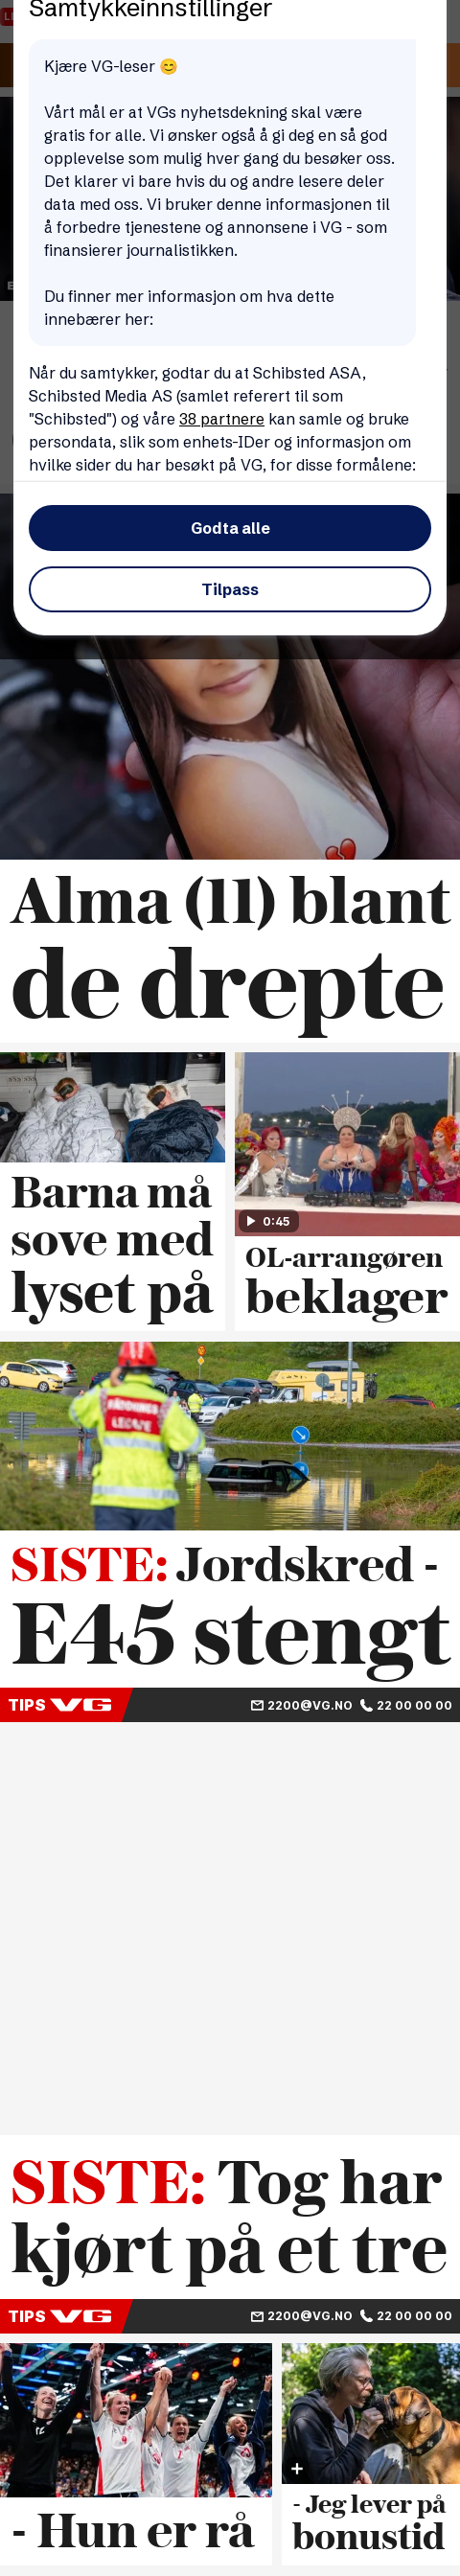 Samtykkeinnstillinger
Kjære VG-leser 😊
Vårt mål er at VGs nyhetsdekning skal være
gratis for alle. Vi ønsker også å gi deg en så god
opplevelse som mulig hver gang du besøker oss.
Det klarer vi bare hvis du og andre lesere deler
data med oss. Vi bruker denne informasjonen til
å forbedre tjenestene og annonsene i VG - som
finansierer journalistikken.
Du finner mer informasjon om hva dette
innebærer her:
Når du samtykker, godtar du at Schibsted ASA,
Schibsted Media AS (samlet referert til som
"Schibsted") og våre 38 partnere kan samle og bruke
persondata, slik som enhets-IDer og informasjon om
hvilke sider du har besøkt på VG, for disse formålene:
Godta alle
Tilpass
Alma (11) blant
de drepte
Barna må
sove med
lyset på
0:45
OL-arrangøren
beklager
SISTE: Jordskred -
E45 stengt
TIPS VG 2200@VG.NO 22 00 00 00
SISTE: Tog har
kjørt på et tre
TIPS VG 2200@VG.NO 22 00 00 00
- Hun er rå
- Jeg lever på
bonustid